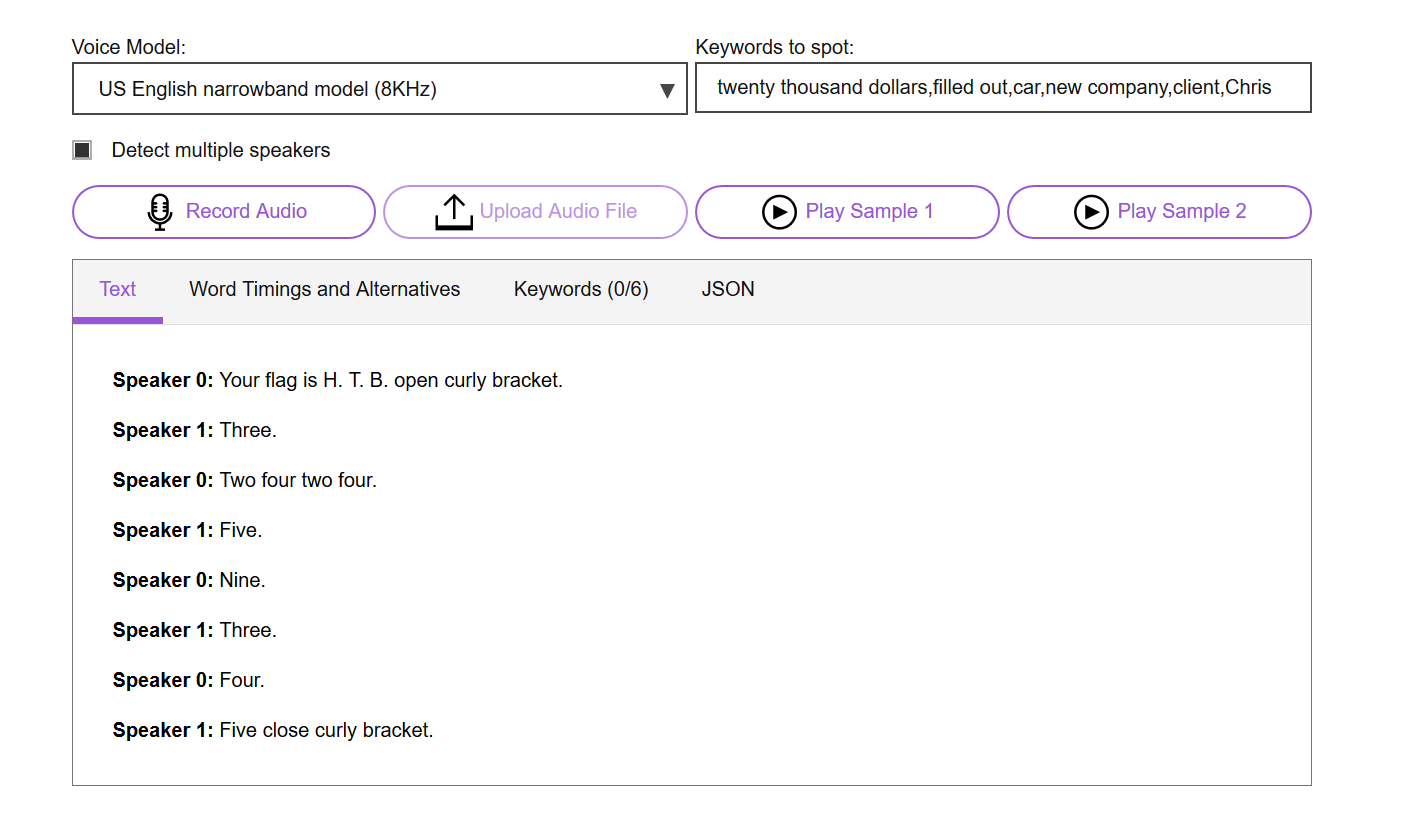 Voice Model:
Keywords to spot:
US English narrowband model (8KHz)
twenty thousand dollars,filled out,car,new company,client,Chris
Detect multiple speakers
Record Audio
Upload Audio File
Play Sample 1
Play Sample 2
Text
Word Timings and Alternatives
Keywords (0/6)
JSON
Speaker 0: Your flag is H. T. B. open curly bracket.
Speaker 1: Three.
Speaker 0: Two four two four.
Speaker 1: Five.
Speaker 0: Nine.
Speaker 1: Three.
Speaker 0: Four.
Speaker 1: Five close curly bracket.